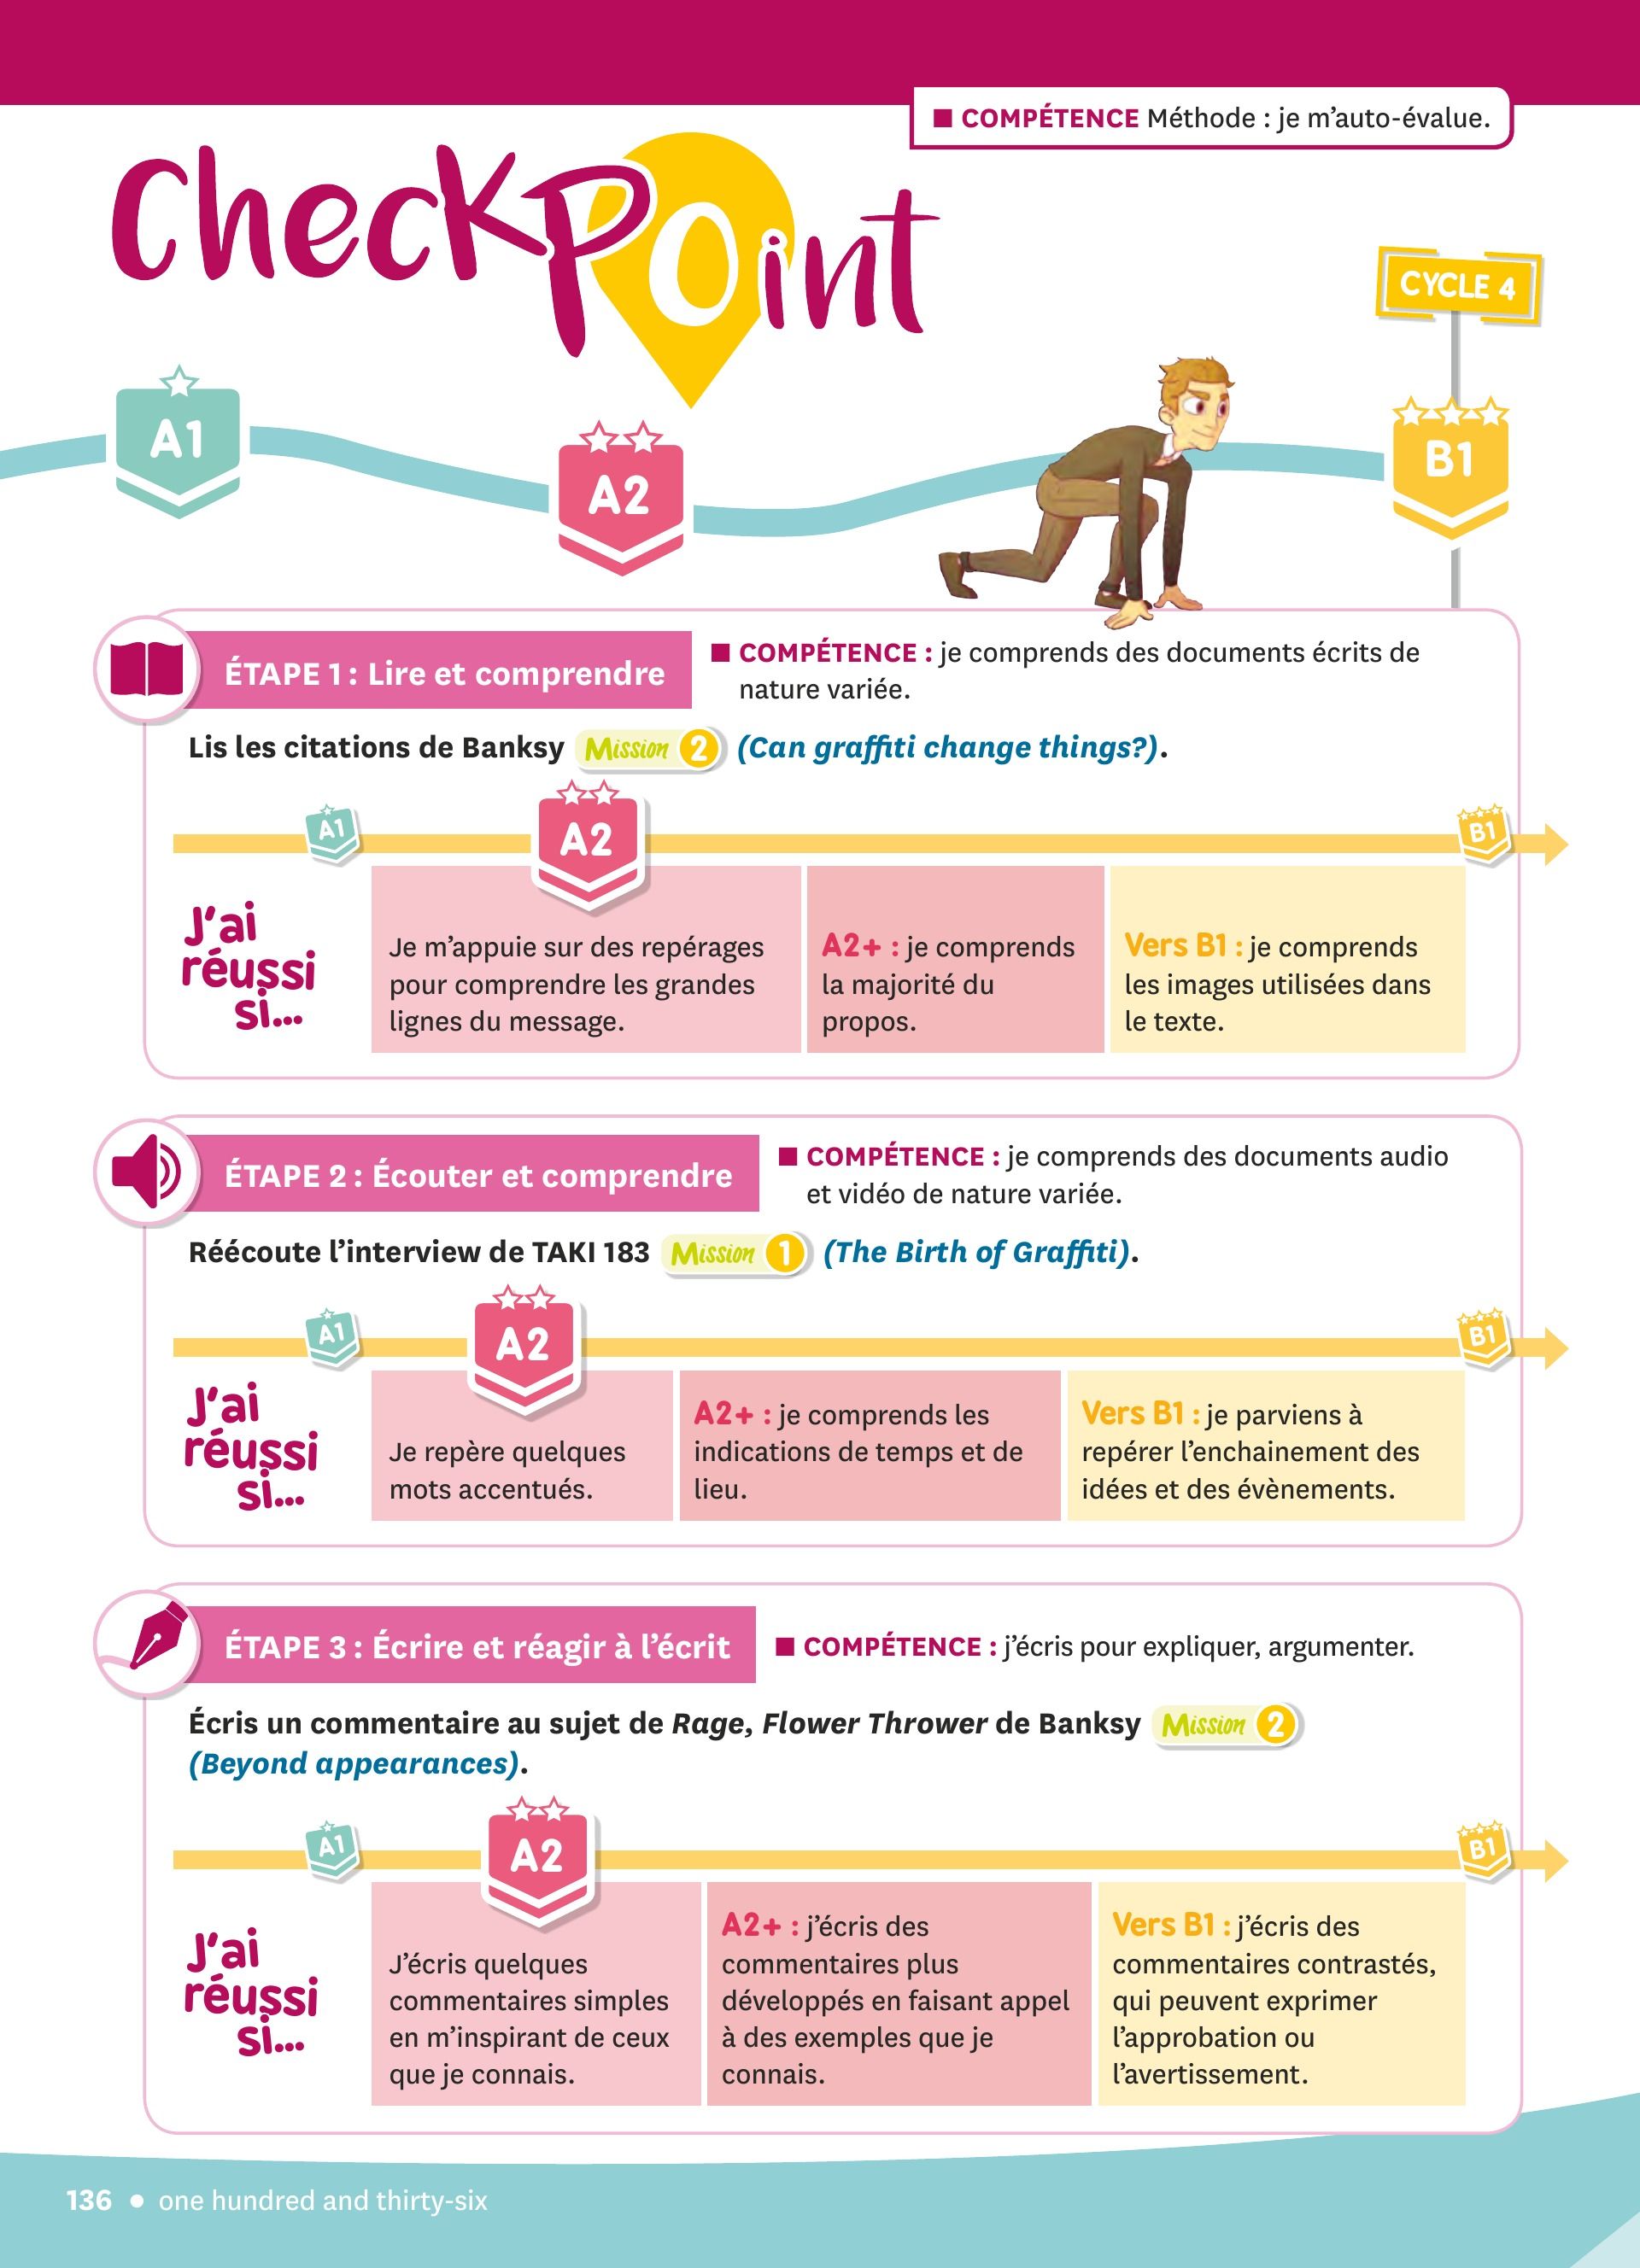 ■ COMPÉTENCE Méthode : je m’auto-évalue.
CheckPoint
CYCLE 4
A1
A2
B1
ÉTAPE 1 : Lire et comprendre
■ COMPÉTENCE : je comprends des documents écrits de
nature variée.
Lis les citations de Banksy Mission 2 (Can graffiti change things?).
A1
A2
B1
J’ai
réussi
si...
Je m’appuie sur des repérages
pour comprendre les grandes
lignes du message.
A2+ : je comprends
la majorité du
propos.
Vers B1 : je comprends
les images utilisées dans
le texte.
ÉTAPE 2 : Écouter et comprendre
■ COMPÉTENCE : je comprends des documents audio
et vidéo de nature variée.
Réécoute l’interview de TAKI 183 Mission 1 (The Birth of Graffiti).
A1
A2
B1
J’ai
réussi
si...
Je repère quelques
mots accentués.
A2+ : je comprends les
indications de temps et de
lieu.
Vers B1 : je parviens à
repérer l’enchainement des
idées et des évènements.
ÉTAPE 3 : Écrire et réagir à l’écrit
■ COMPÉTENCE : j’écris pour expliquer, argumenter.
Écris un commentaire au sujet de Rage, Flower Thrower de Banksy Mission 2
(Beyond appearances).
A1
A2
B1
J’ai
réussi
si...
J’écris quelques
commentaires simples
en m’inspirant de ceux
que je connais.
A2+ : j’écris des
commentaires plus
développés en faisant appel
à des exemples que je
connais.
Vers B1 : j’écris des
commentaires contrastés,
qui peuvent exprimer
l’approbation ou
l’avertissement.
136 • one hundred and thirty-six